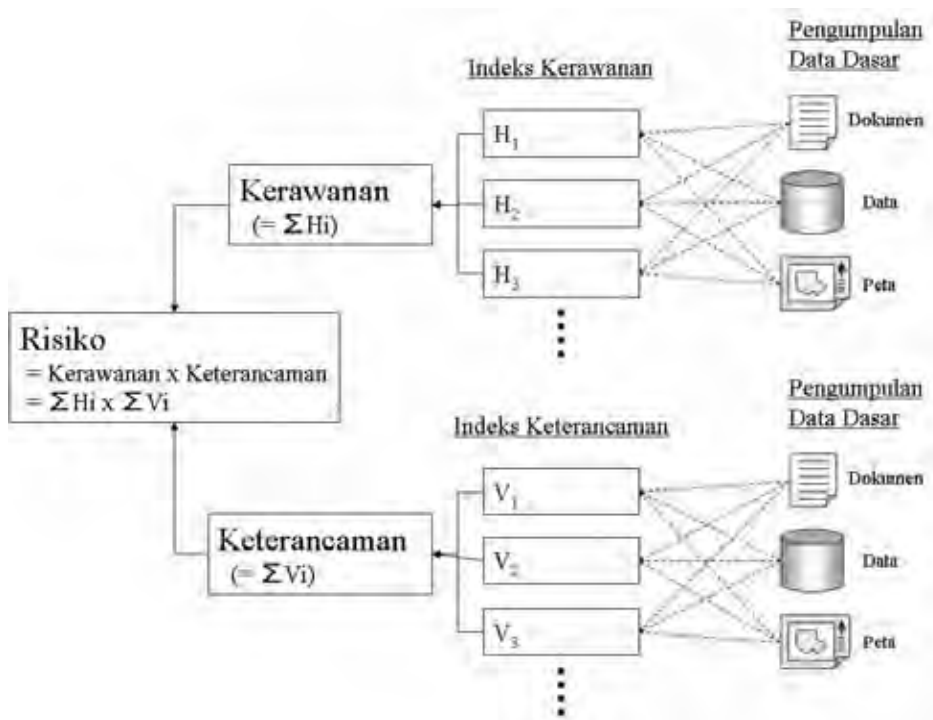 Pengumpulan
Data Dasar
Indeks Kerawanan
Dokumen
H1
Kerawanan
(= ΣHi)
H2
Data
H3
Peta
Risiko
= Kerawanan x Keterancaman
= ΣHi x ΣVi
Pengumpulan
Data Dasar
Indeks Keterancaman
Dokumen
V1
Keterancaman
(= ΣVi)
V2
Data
V3
Peta